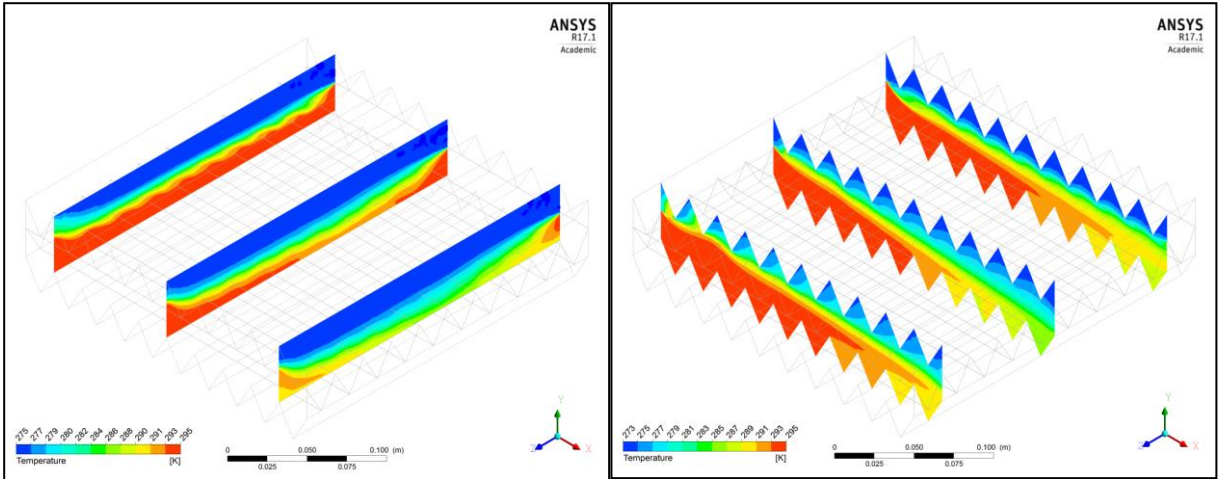 ANSYS
R17.1
Academic
275 277 279 280 282 284 286 288 290 291 293 295
Temperature [K]
0 0.050 0.100 (m)
0.025 0.075
Y
Z X
ANSYS
R17.1
Academic
273 275 277 279 281 283 285 287 289 291 293 295
Temperature [K]
0 0.050 0.100 (m)
0.025 0.075
Y
Z X